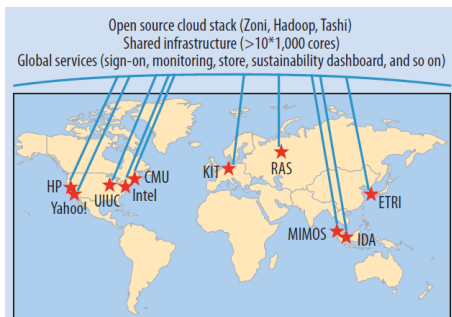 Open source cloud stack (Zoni, Hadoop, Tashi)
Shared infrastructure (>10*1,000 cores)
Global services (sign-on, monitoring, store, sustainability dashboard, and so on)
CMU
KIT
RAS
HP
UIUC
Intel
Yahoo!
ETRI
MIMOS
IDA